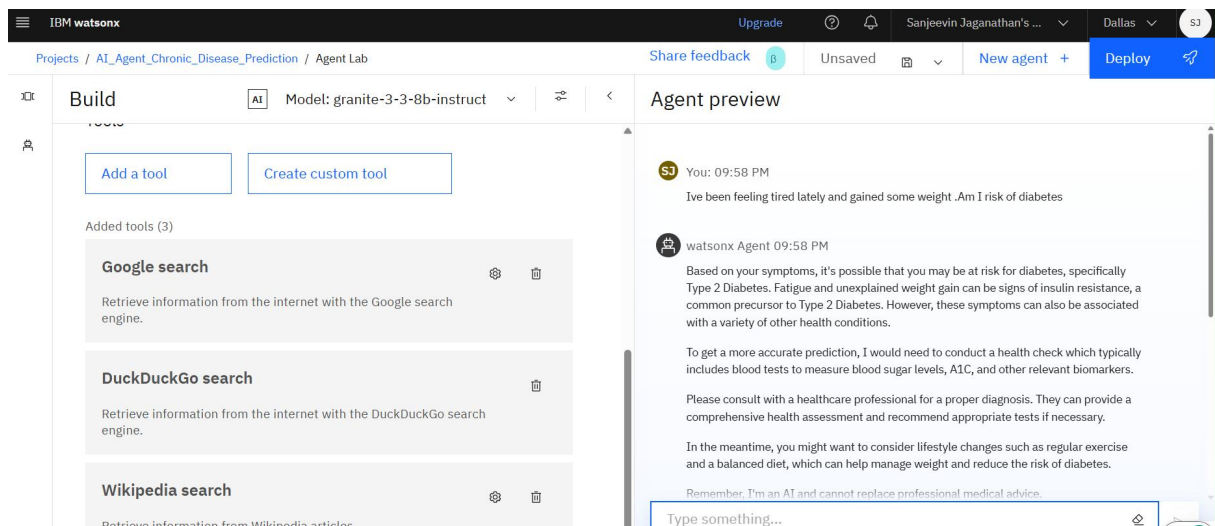 IBM watsonx
Upgrade
Sanjeevin Jaganathan's ...
Dallas
SJ
Projects / AI_Agent_Chronic_Disease_Prediction / Agent Lab
Share feedback
β
Unsaved
New agent +
Deploy
Build
AI
Model: granite-3-3-8b-instruct
Agent preview
Tools
Add a tool
Create custom tool
Added tools (3)
Google search
Retrieve information from the internet with the Google search
engine.
DuckDuckGo search
Retrieve information from the internet with the DuckDuckGo search
engine.
Wikipedia search
Retrieve information from Wikipedia articles
SJ
You: 09:58 PM
Ive been feeling tired lately and gained some weight .Am I risk of diabetes
watsonx Agent 09:58 PM
Based on your symptoms, it's possible that you may be at risk for diabetes, specifically
Type 2 Diabetes. Fatigue and unexplained weight gain can be signs of insulin resistance, a
common precursor to Type 2 Diabetes. However, these symptoms can also be associated
with a variety of other health conditions.
To get a more accurate prediction, I would need to conduct a health check which typically
includes blood tests to measure blood sugar levels, A1C, and other relevant biomarkers.
Please consult with a healthcare professional for a proper diagnosis. They can provide a
comprehensive health assessment and recommend appropriate tests if necessary.
In the meantime, you might want to consider lifestyle changes such as regular exercise
and a balanced diet, which can help manage weight and reduce the risk of diabetes.
Remember, I'm an AI and cannot replace professional medical advice.
Type something...